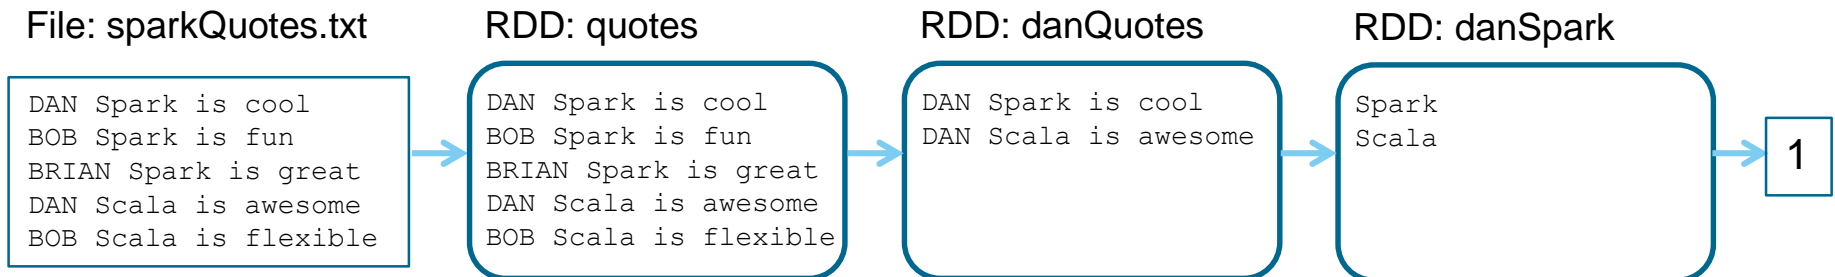 File: sparkQuotes.txt
DAN Spark is cool
BOB Spark is fun
BRIAN Spark is great
DAN Scala is awesome
BOB Scala is flexible
RDD: quotes
DAN Spark is cool
BOB Spark is fun
BRIAN Spark is great
DAN Scala is awesome
BOB Scala is flexible
RDD: danQuotes
DAN Spark is cool
DAN Scala is awesome
RDD: danSpark
Spark
Scala
1